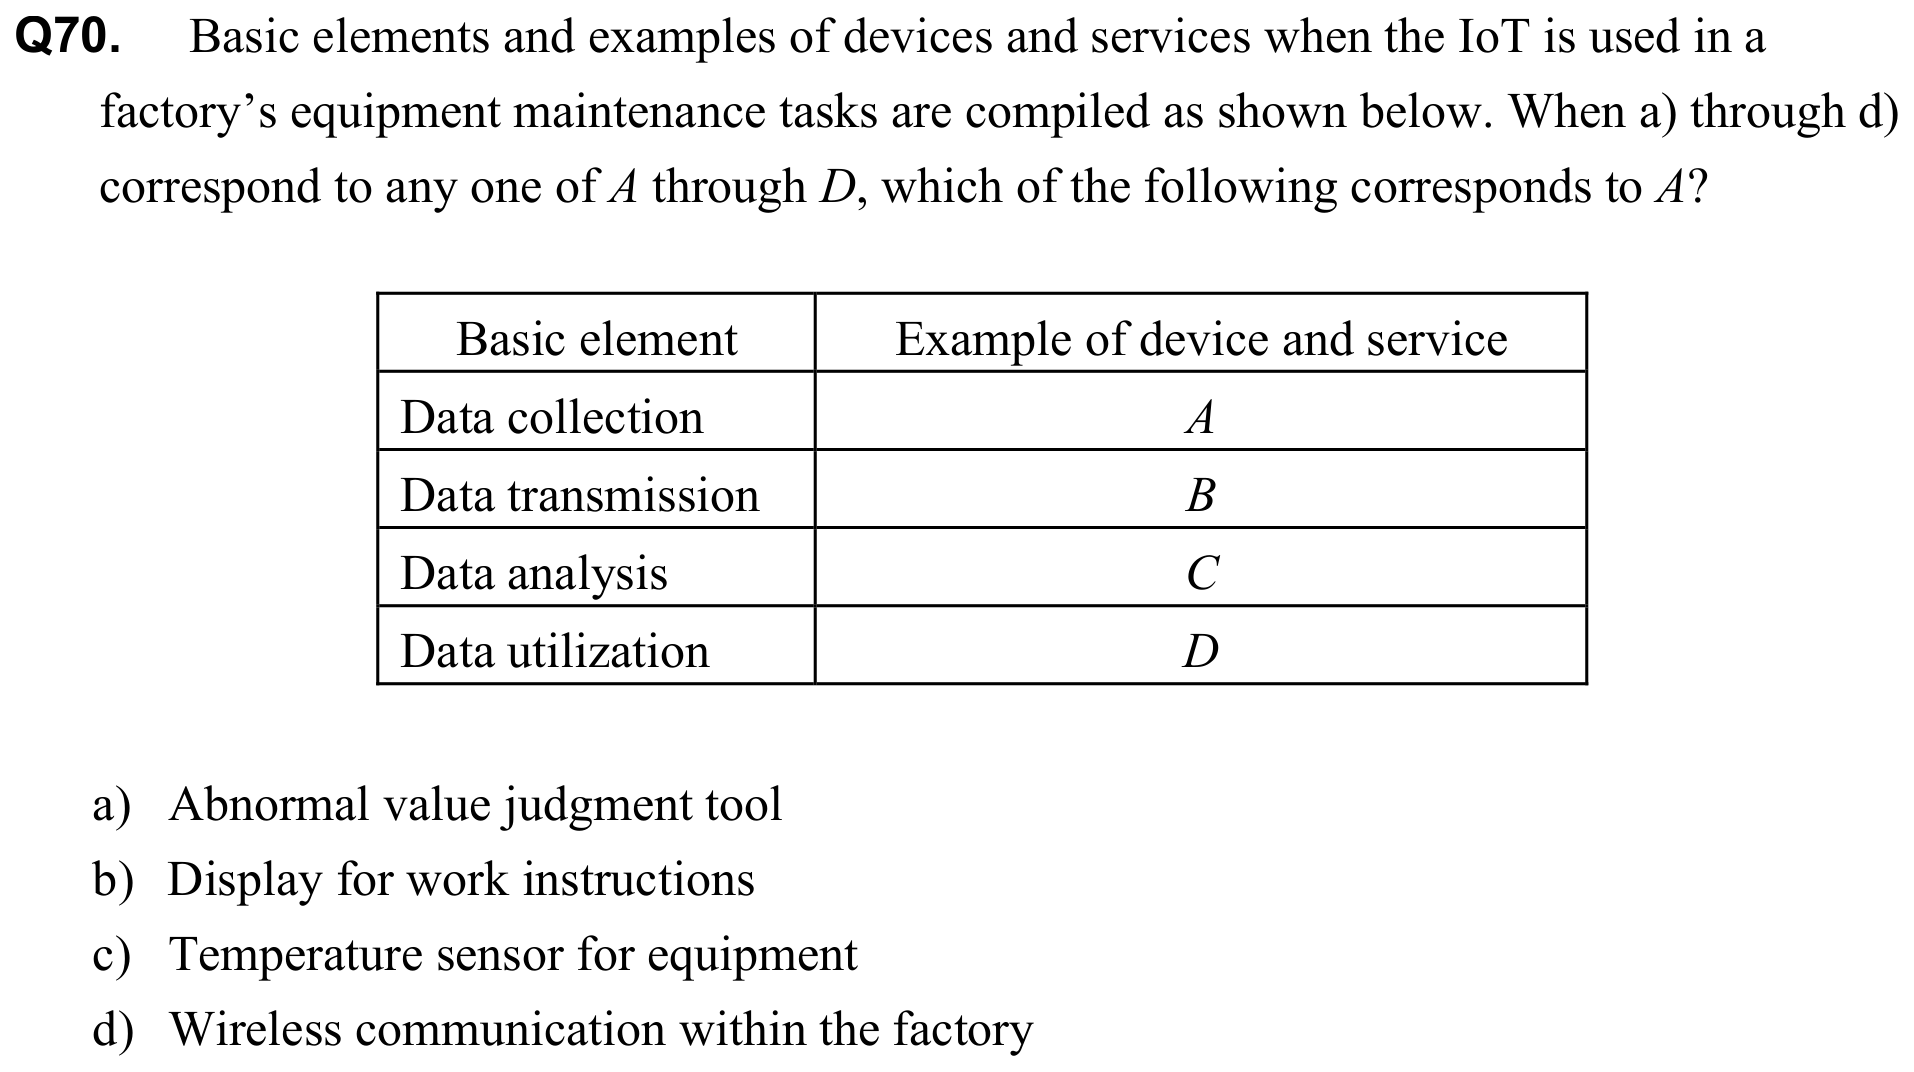 Q70. Basic elements and examples of devices and services when the IoT is used in a
factory’s equipment maintenance tasks are compiled as shown below. When a) through d)
correspond to any one of A through D, which of the following corresponds to A?
Basic element Example of device and service
Data collection A
Data transmission B
Data analysis C
Data utilization D
a) Abnormal value judgment tool
b) Display for work instructions
c) Temperature sensor for equipment
d) Wireless communication within the factory